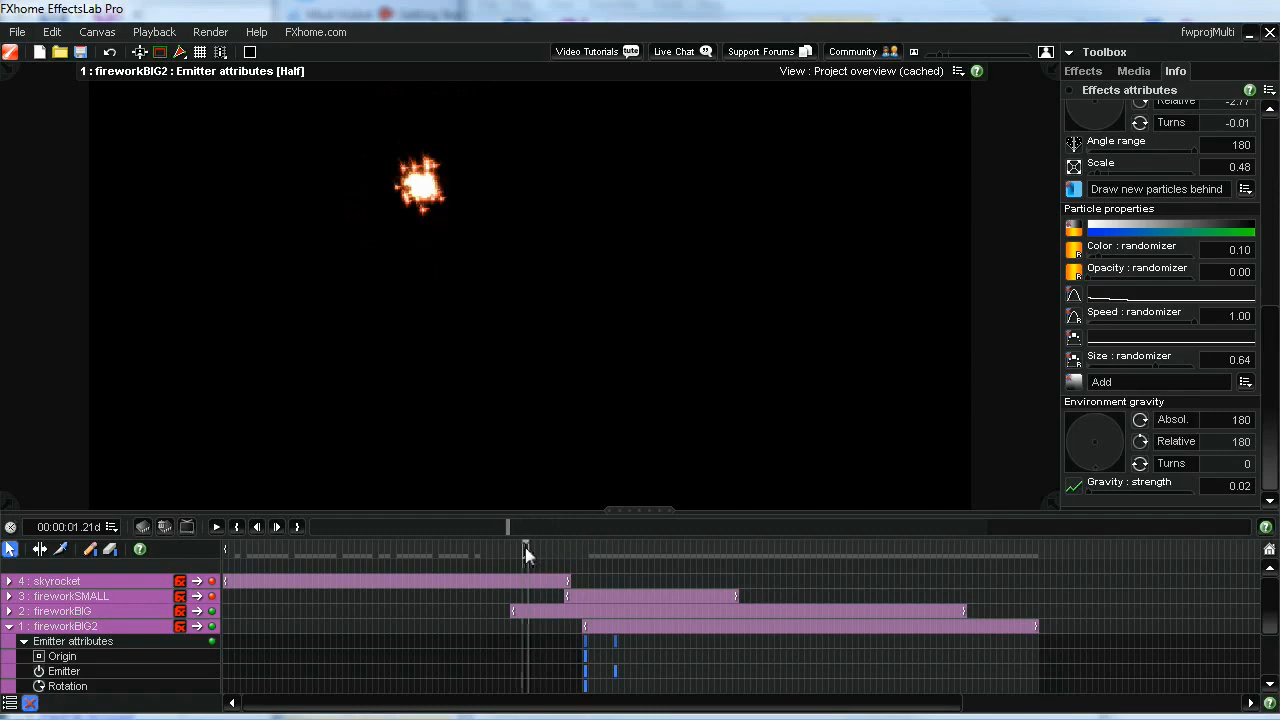 FXhome EffectsLab Pro
File Edit Canvas Playback Render Help FXhome.com fwprojMulti
Video Tutorials tute Live Chat Support Forums Community Toolbox
1 : fireworkBIG2 : Emitter attributes [Half] View : Project overview (cached) Effects Media Info
Effects attributes
Relative -2.77
Turns -0.01
Angle range 180
Scale 0.48
Draw new particles behind
Particle properties
Color : randomizer 0.10
Opacity : randomizer 0.00
Speed : randomizer 1.00
Size : randomizer 0.64
Add
Environment gravity
Absol. 180
Relative 180
Turns 0
Gravity : strength 0.02
00:00:01.21d
4 : skyrocket
3 : fireworkSMALL
2 : fireworkBIG
1 : fireworkBIG2
Emitter attributes
Origin
Emitter
Rotation